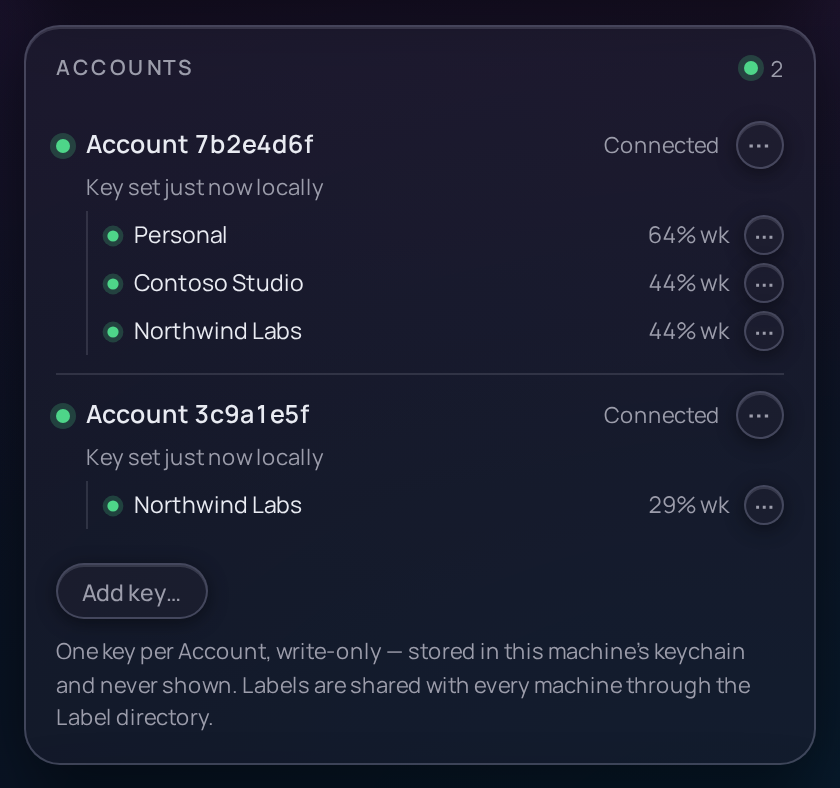 ACCOUNTS
2
Account 7b2e4d6f Connected ...
Key set just now locally
Personal 64% wk ...
Contoso Studio 44% wk ...
Northwind Labs 44% wk ...
Account 3c9a1e5f Connected ...
Key set just now locally
Northwind Labs 29% wk ...
Add key...
One key per Account, write-only — stored in this machine’s keychain
and never shown. Labels are shared with every machine through the
Label directory.